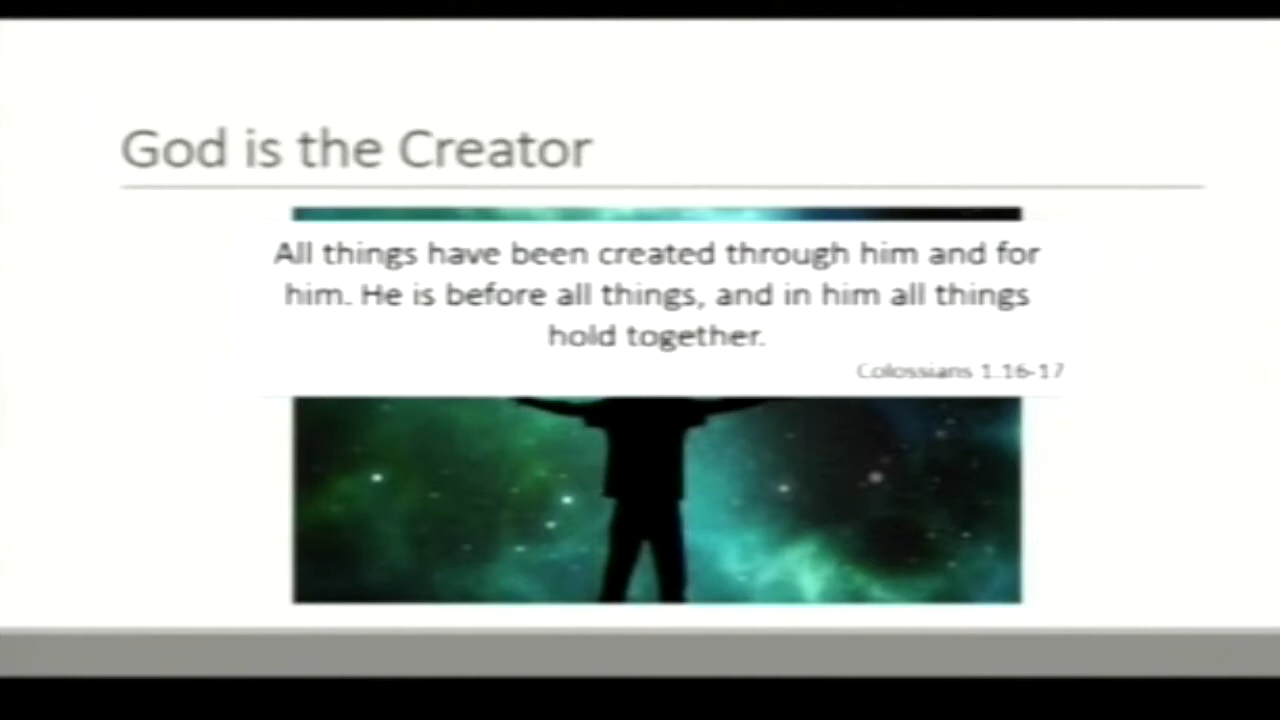 God is the Creator
All things have been created through him and for
him. He is before all things, and in him all things
hold together.
Colossians 1.16-17